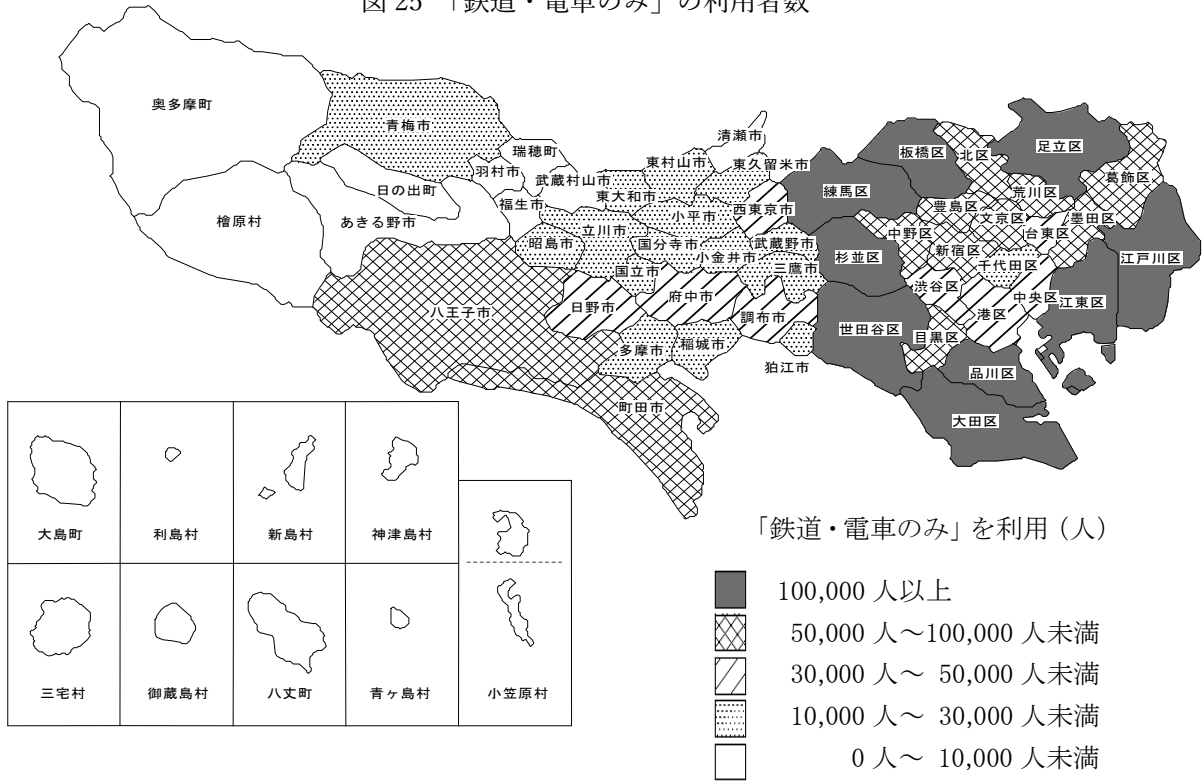 図 25 「鉄道・電車のみ」の利用者数
奥多摩町
青梅市
瑞穂町
清瀬市
東村山市
東久留米市
板橋区
北区
足立区
葛飾区
日の出町
羽村市
武蔵村山市
東大和市
練馬区
荒川区
檜原村
あきる野市
福生市
立川市
小平市
西東京市
豊島区
文京区
台東区
墨田区
昭島市
国分寺市
小金井市
武蔵野市
中野区
新宿区
千代田区
江戸川区
国立市
三鷹市
杉並区
渋谷区
中央区
江東区
八王子市
日野市
府中市
調布市
世田谷区
目黒区
港区
多摩市
稲城市
狛江市
品川区
町田市
大田区
大島町
利島村
新島村
神津島村
三宅村
御蔵島村
八丈町
青ヶ島村
小笠原村
「鉄道・電車のみ」を利用（人）
100,000 人以上
50,000 人～100,000 人未満
30,000 人～ 50,000 人未満
10,000 人～ 30,000 人未満
0 人～ 10,000 人未満